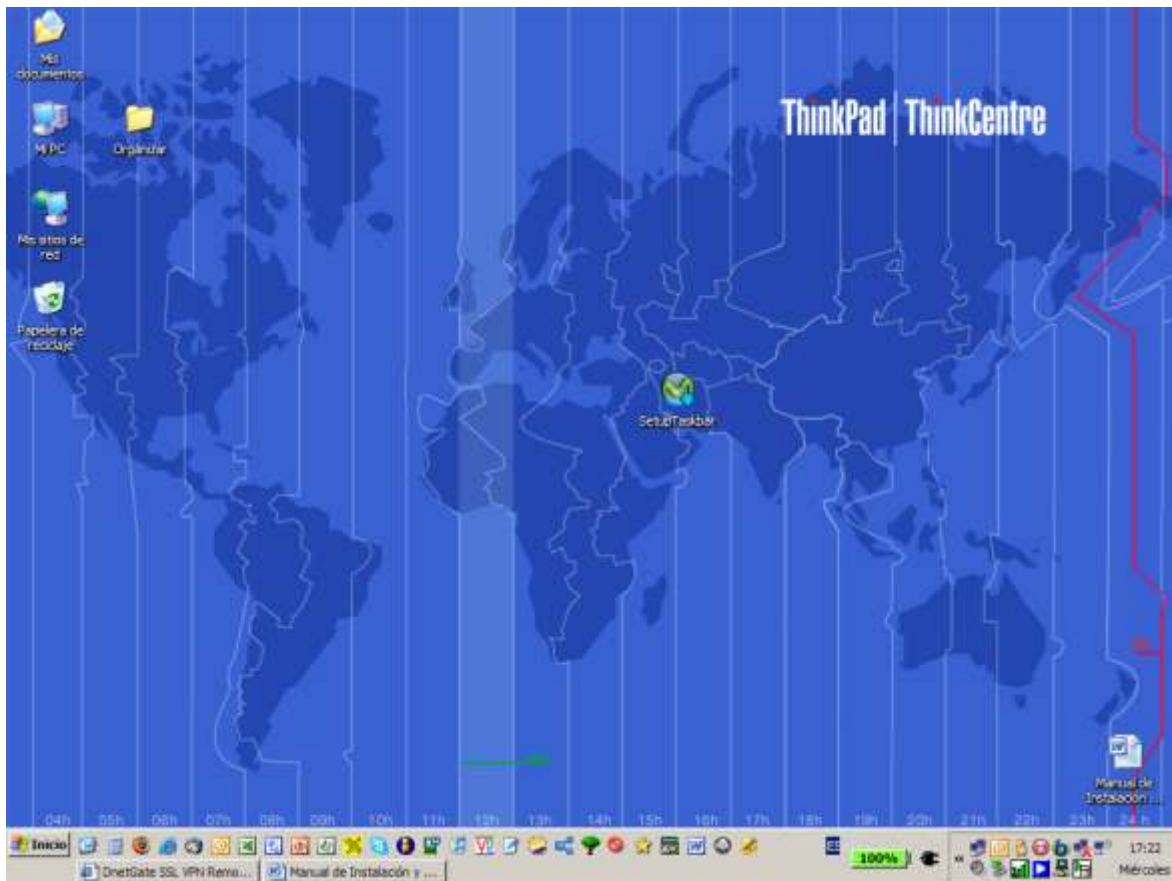 Mis
documentos
Mi PC
Organizar
Mis sitios de
red
Papelera de
reciclaje
ThinkPad ThinkCentre
SetupTaskbar
Manual de
Instalación ...
04h 05h 06h 07h 08h 09h 10h 11h 12h 13h 14h 15h 16h 17h 18h 19h 20h 21h 22h 23h 24 h
Inicio
ES
100%
17:22
DnetGate SSL VPN Remo...
Manual de Instalación y ...
Miércoles